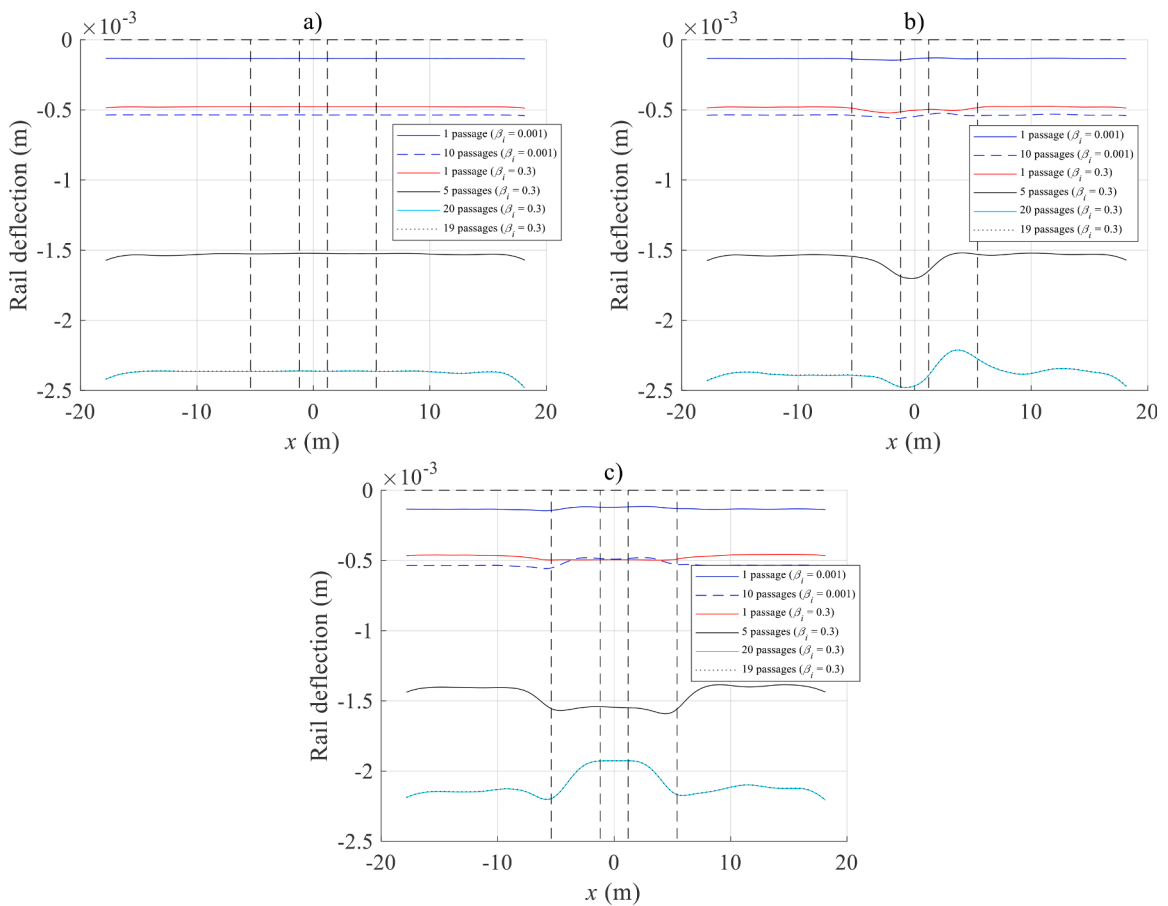 a)
×10⁻³
0
-0.5
-1
-1.5
-2
-2.5
Rail deflection (m)
1 passage (βᵢ = 0.001)
10 passages (βᵢ = 0.001)
1 passage (βᵢ = 0.3)
5 passages (βᵢ = 0.3)
20 passages (βᵢ = 0.3)
19 passages (βᵢ = 0.3)
-20 -10 0 10 20
x (m)
b)
×10⁻³
0
-0.5
-1
-1.5
-2
-2.5
Rail deflection (m)
1 passage (βᵢ = 0.001)
10 passages (βᵢ = 0.001)
1 passage (βᵢ = 0.3)
5 passages (βᵢ = 0.3)
20 passages (βᵢ = 0.3)
19 passages (βᵢ = 0.3)
-20 -10 0 10 20
x (m)
c)
×10⁻³
0
-0.5
-1
-1.5
-2
-2.5
Rail deflection (m)
1 passage (βᵢ = 0.001)
10 passages (βᵢ = 0.001)
1 passage (βᵢ = 0.3)
5 passages (βᵢ = 0.3)
20 passages (βᵢ = 0.3)
19 passages (βᵢ = 0.3)
-20 -10 0 10 20
x (m)